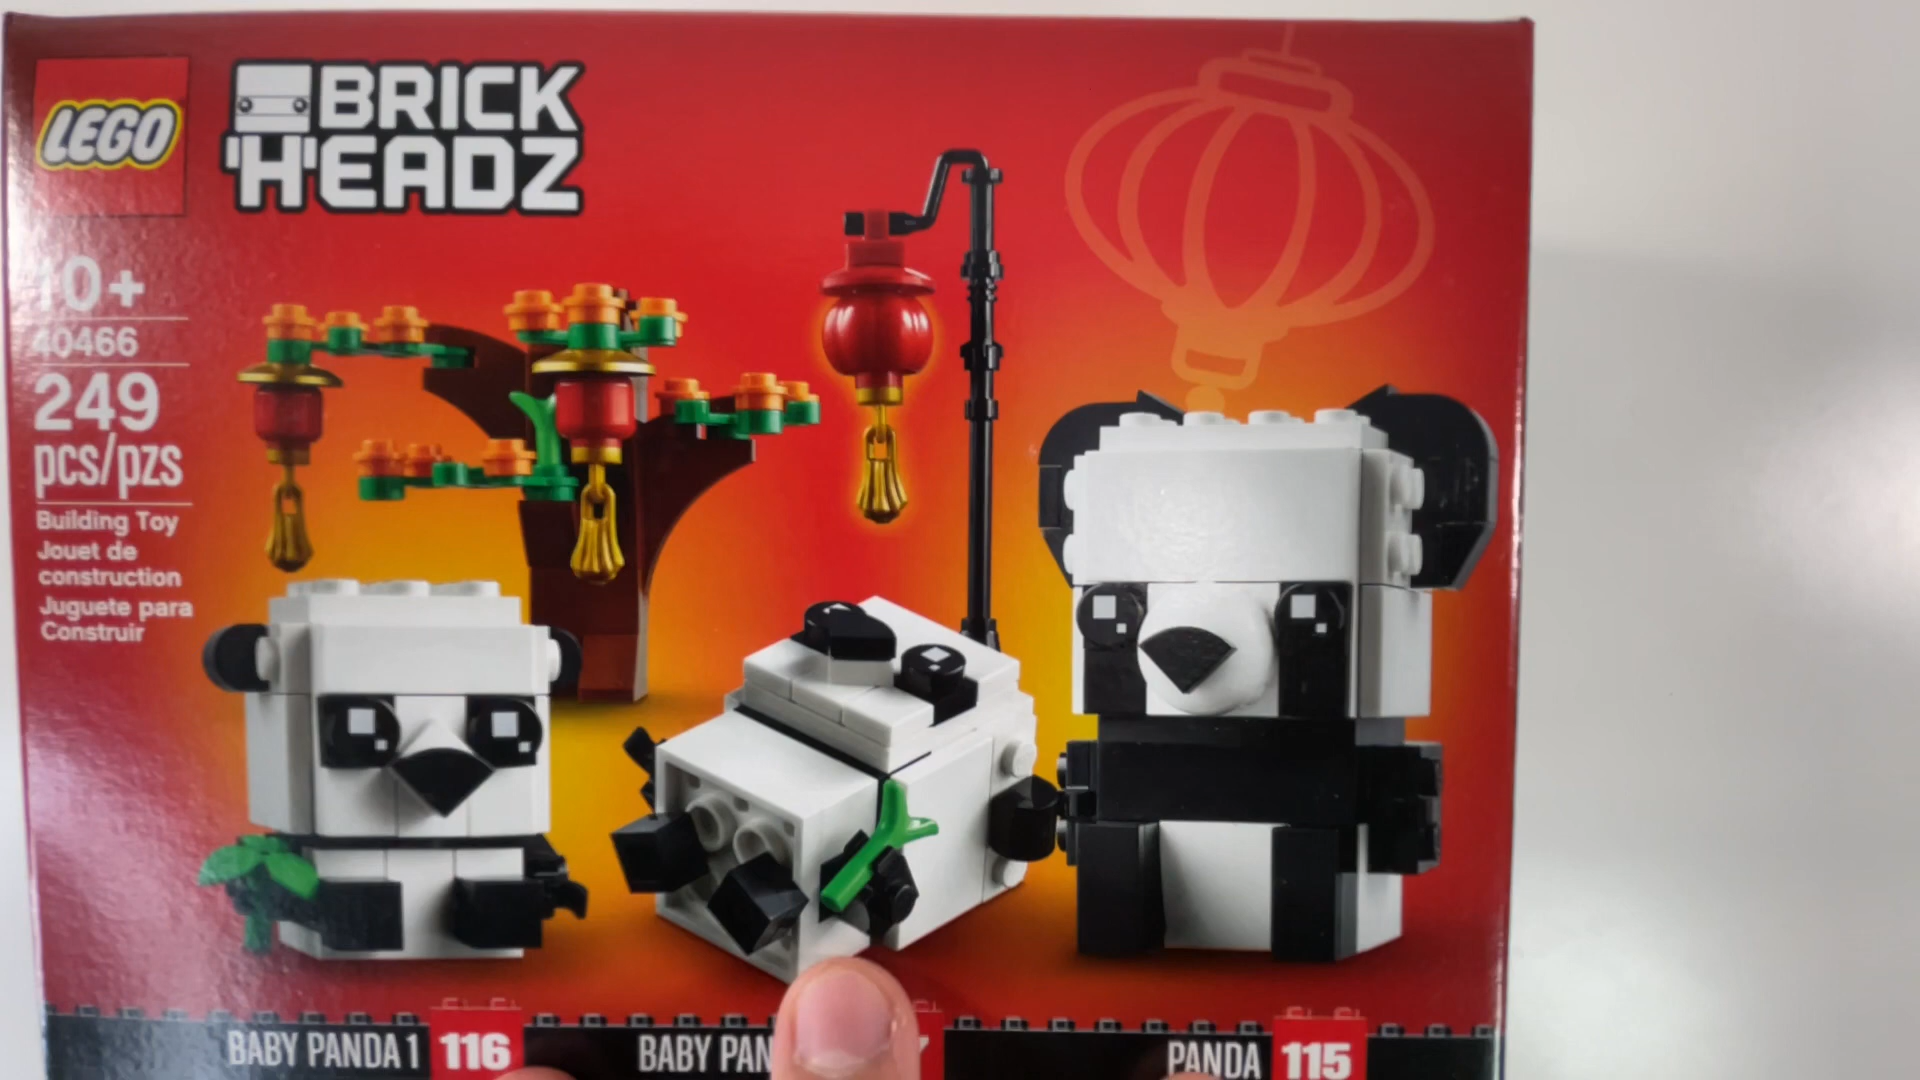 LEGO
BRICK
HEADZ
10+
40466
249
pcs/pzs
Building Toy
Jouet de
construction
Juguete para
Construir
BABY PANDA 1 116
BABY
PANDA 115